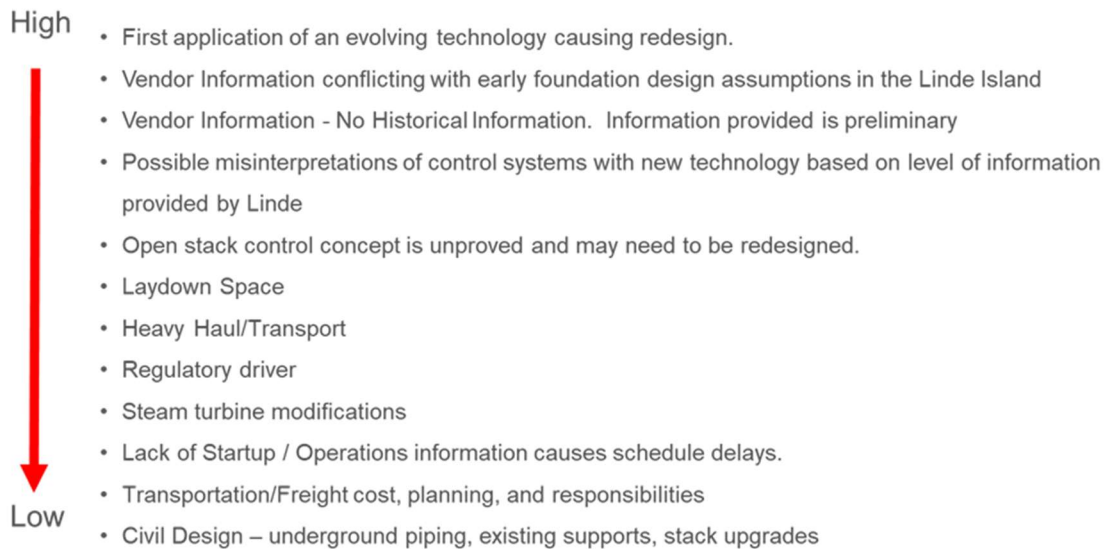 High
• First application of an evolving technology causing redesign.
• Vendor Information conflicting with early foundation design assumptions in the Linde Island
• Vendor Information - No Historical Information.  Information provided is preliminary
• Possible misinterpretations of control systems with new technology based on level of information
provided by Linde
• Open stack control concept is unproved and may need to be redesigned.
• Laydown Space
• Heavy Haul/Transport
• Regulatory driver
• Steam turbine modifications
• Lack of Startup / Operations information causes schedule delays.
• Transportation/Freight cost, planning, and responsibilities
Low
• Civil Design – underground piping, existing supports, stack upgrades